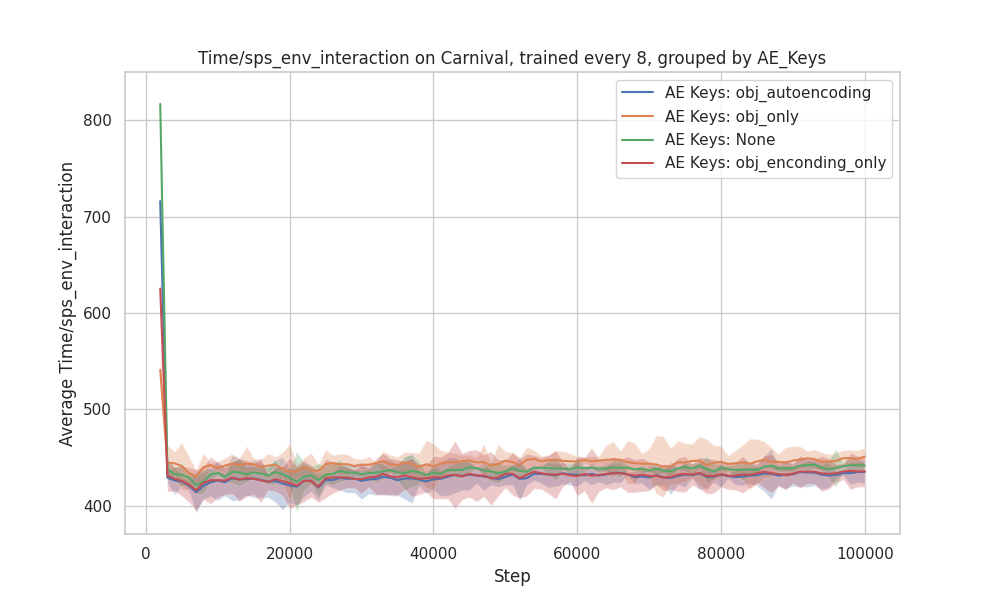 Time/sps_env_interaction on Carnival, trained every 8, grouped by AE_Keys
AE Keys: obj_autoencoding
AE Keys: obj_only
AE Keys: None
AE Keys: obj_enconding_only
Average Time/sps_env_interaction
800
700
600
500
400
0
20000
40000
60000
80000
100000
Step